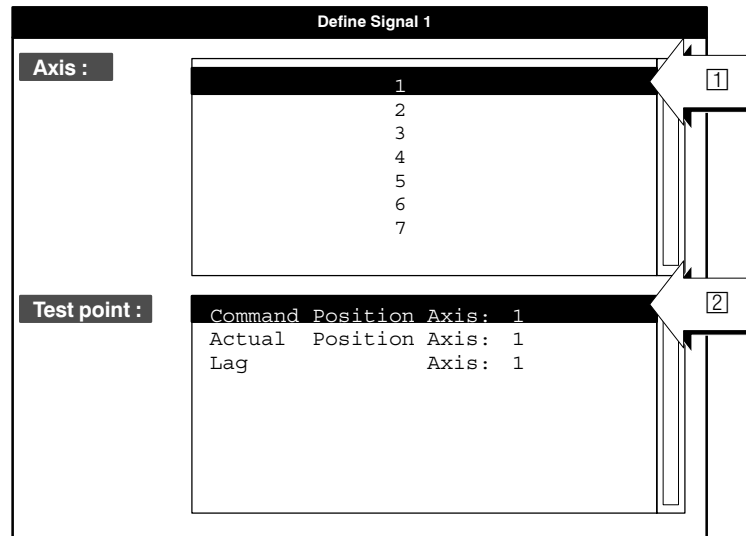 Define Signal 1
Axis :
1
2
3
4
5
6
7
1
Test point :
Command Position Axis: 1
Actual Position Axis: 1
Lag Axis: 1
2